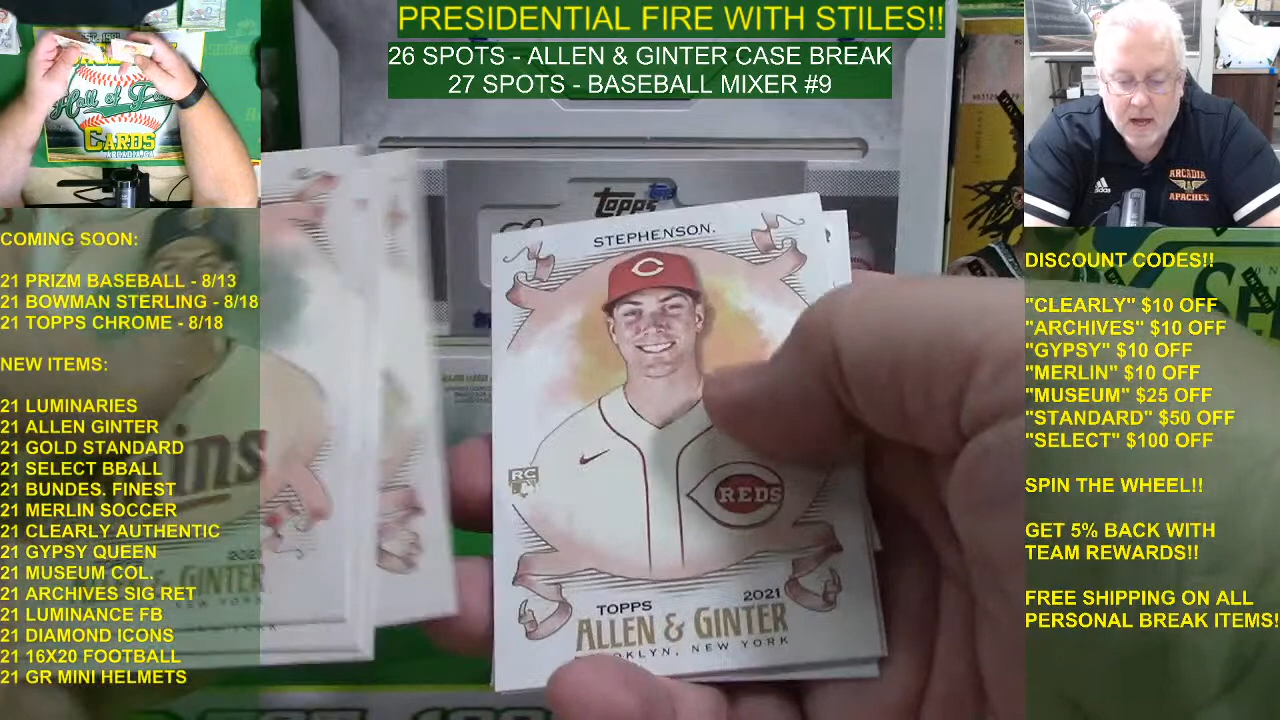 PRESIDENTIAL FIRE WITH STILES!!
26 SPOTS - ALLEN & GINTER CASE BREAK
27 SPOTS - BASEBALL MIXER #9
Hall of
CARDS
COMING SOON:
21 PRIZM BASEBALL - 8/13
21 BOWMAN STERLING - 8/18
21 TOPPS CHROME - 8/18
NEW ITEMS:
21 LUMINARIES
21 ALLEN GINTER
21 GOLD STANDARD
21 SELECT BBALL
21 BUNDES. FINEST
21 MERLIN SOCCER
21 CLEARLY AUTHENTIC
21 GYPSY QUEEN
21 MUSEUM COL.
21 ARCHIVES SIG RET
21 LUMINANCE FB
21 DIAMOND ICONS
21 16X20 FOOTBALL
21 GR MINI HELMETS
Topps
STEPHENSON.
C
RC
REDS
TOPPS 2021
ALLEN & GINTER
BROOKLYN, NEW YORK
2021
& GINTER
NEW YORK
adidas
ARCADIA
APACHES
DISCOUNT CODES!!
"CLEARLY" $10 OFF
"ARCHIVES" $10 OFF
"GYPSY" $10 OFF
"MERLIN" $10 OFF
"MUSEUM" $25 OFF
"STANDARD" $50 OFF
"SELECT" $100 OFF
SPIN THE WHEEL!!
GET 5% BACK WITH
TEAM REWARDS!!
FREE SHIPPING ON ALL
PERSONAL BREAK ITEMS!